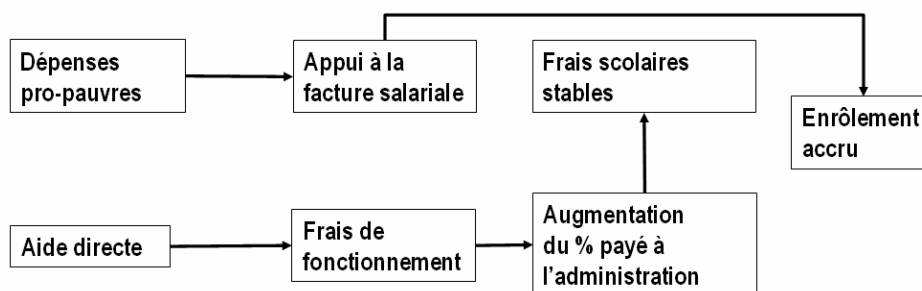 Dépenses
pro-pauvres
Appui à la
facture salariale
Frais scolaires
stables
Enrôlement
accru
Aide directe
Frais de
fonctionnement
Augmentation
du % payé à
l'administration